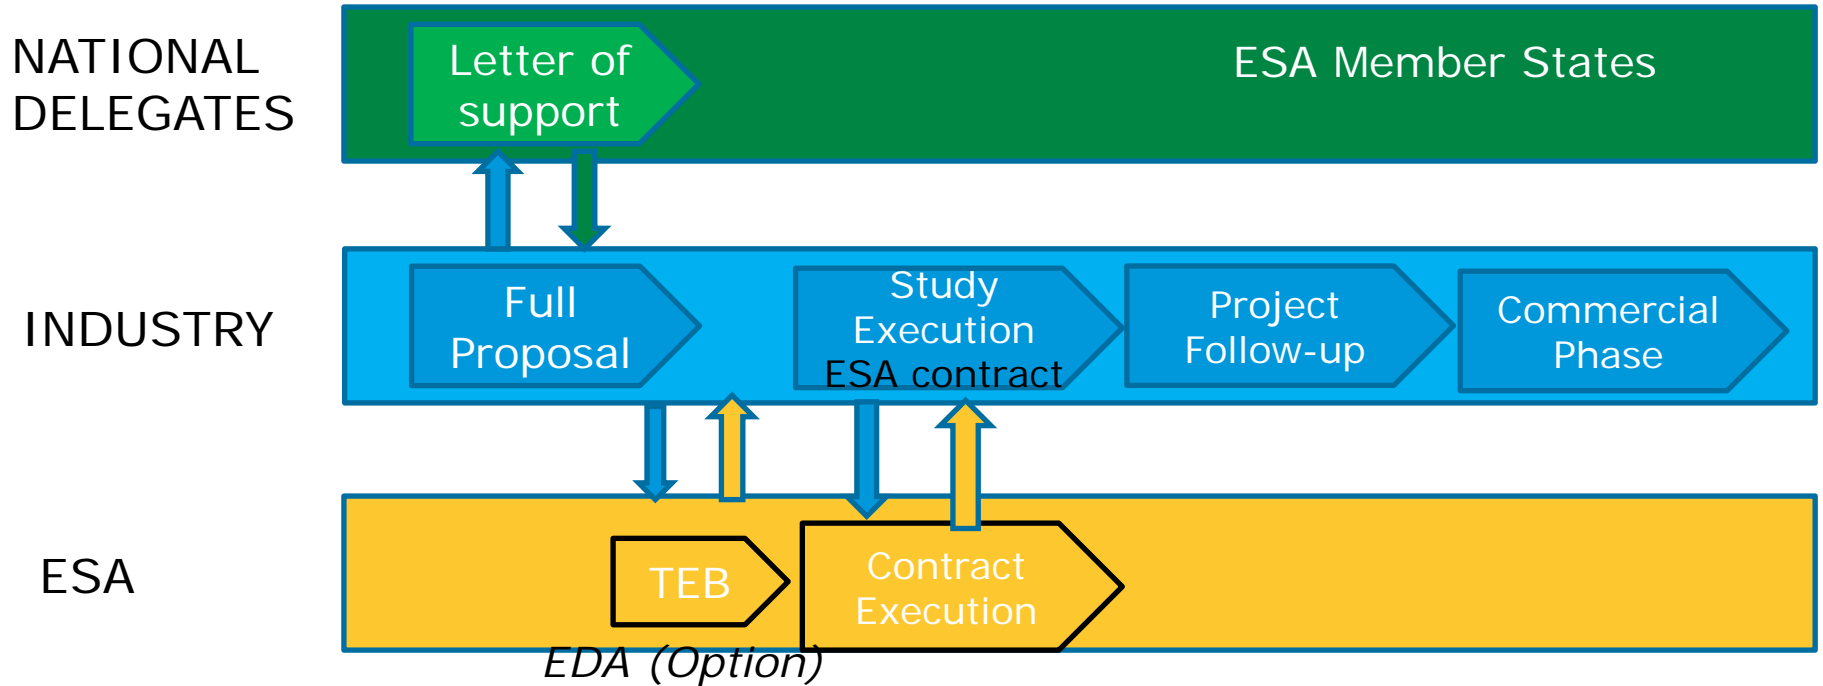 NATIONAL
DELEGATES
Letter of
support
ESA Member States
INDUSTRY
Full
Proposal
Study
Execution
ESA contract
Project
Follow-up
Commercial
Phase
ESA
TEB
Contract
Execution
EDA (Option)